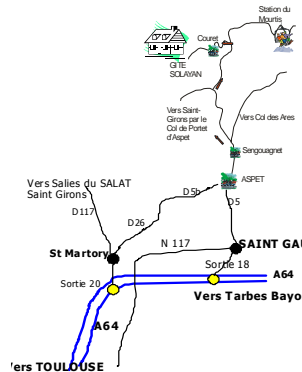 Station du
Mourtis
Couret
GITE
SOLAYAN
Vers Saint-
Girons par le
Col de Portet
d'Aspet
Vers Col des Ares
Sengouagnet
ASPET
Vers Salies du SALAT
Saint Girons
D5b
D5
D117
D26
N 117
St Martory
SAINT GAU
Sortie 18
Sortie 20
A64
Vers Tarbes Bayo
A64
Vers TOULOUSE